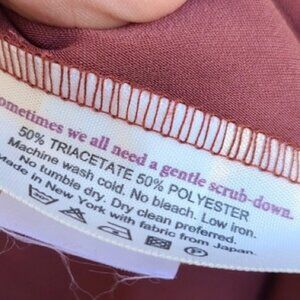 ometimes we all need a gentle scrub-down.
50% TRIACETATE 50% POLYESTER
Machine wash cold. No bleach. Low iron.
No tumble dry. Dry clean preferred.
Made in New York with fabric from Japan.